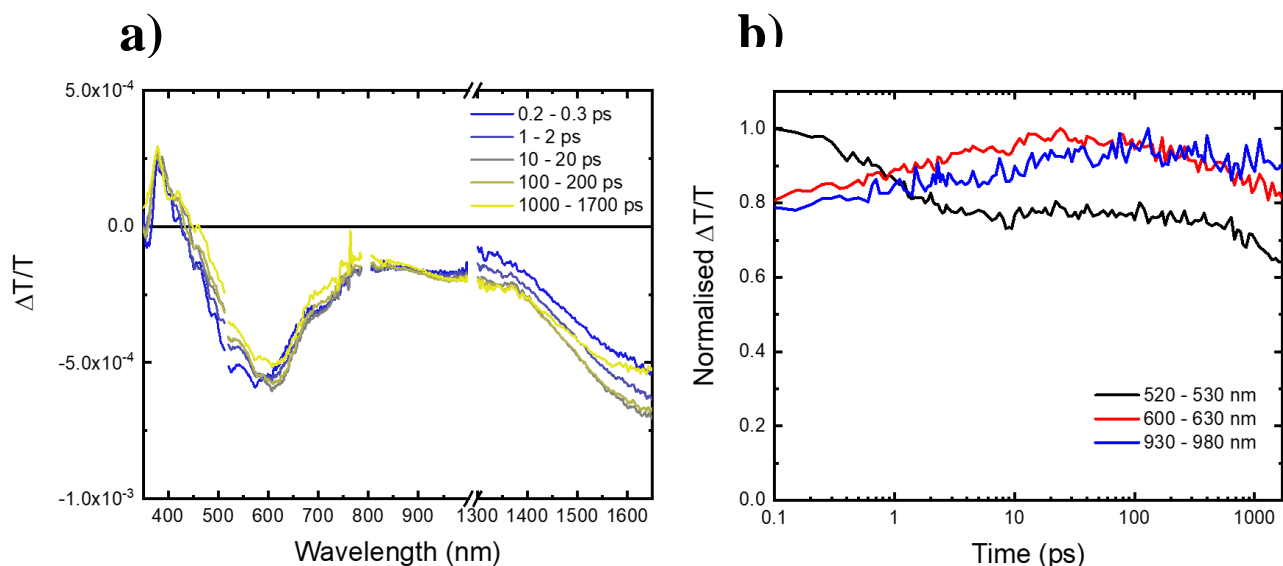 a)
b)
5.0x10⁻⁴
0.0
-5.0x10⁻⁴
-1.0x10⁻³
ΔT/T
0.2 - 0.3 ps
1 - 2 ps
10 - 20 ps
100 - 200 ps
1000 - 1700 ps
400 500 600 700 800 900 1300 1400 1500 1600
Wavelength (nm)
1.0
0.8
0.6
0.4
0.2
0.0
Normalised ΔT/T
520 - 530 nm
600 - 630 nm
930 - 980 nm
0.1 1 10 100 1000
Time (ps)